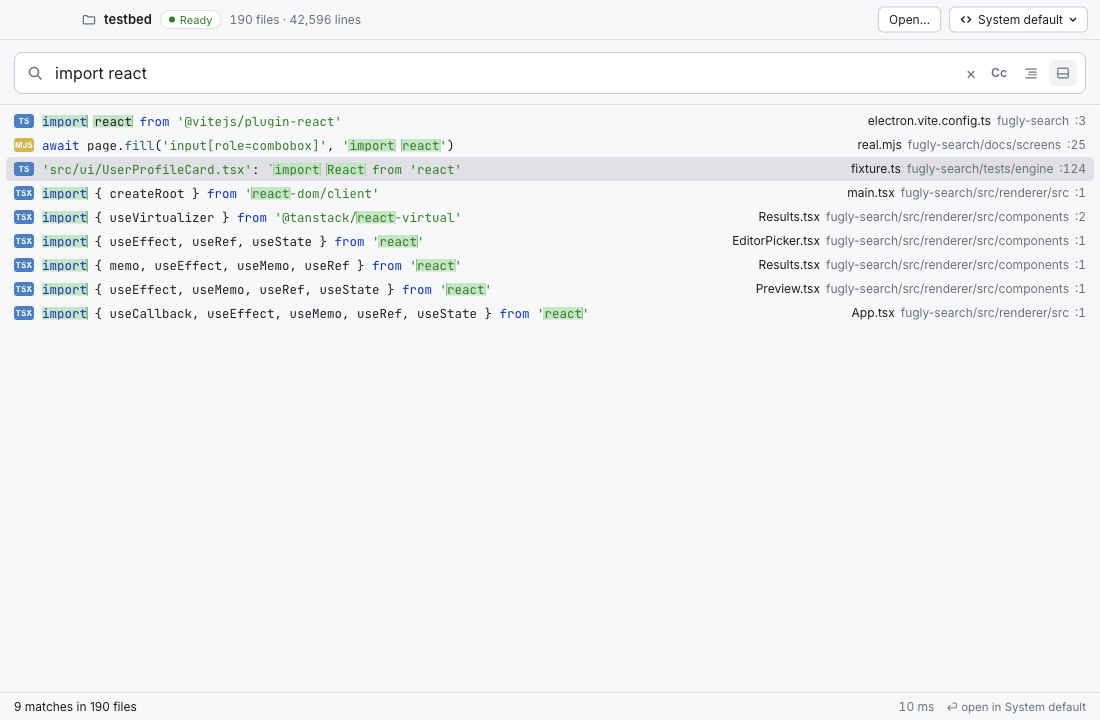 testbed Ready 190 files · 42,596 lines Open... System default
import react × Cc
TS import react from '@vitejs/plugin-react' electron.vite.config.ts fugly-search :3
MJS await page.fill('input[role=combobox]', 'import react') real.mjs fugly-search/docs/screens :25
TS 'src/ui/UserProfileCard.tsx': `import React from 'react' fixture.ts fugly-search/tests/engine :124
TSX import { createRoot } from 'react-dom/client' main.tsx fugly-search/src/renderer/src :1
TSX import { useVirtualizer } from '@tanstack/react-virtual' Results.tsx fugly-search/src/renderer/src/components :2
TSX import { useEffect, useRef, useState } from 'react' EditorPicker.tsx fugly-search/src/renderer/src/components :1
TSX import { memo, useEffect, useMemo, useRef } from 'react' Results.tsx fugly-search/src/renderer/src/components :1
TSX import { useEffect, useMemo, useRef, useState } from 'react' Preview.tsx fugly-search/src/renderer/src/components :1
TSX import { useCallback, useEffect, useMemo, useRef, useState } from 'react' App.tsx fugly-search/src/renderer/src :1
9 matches in 190 files 10 ms ⏎ open in System default